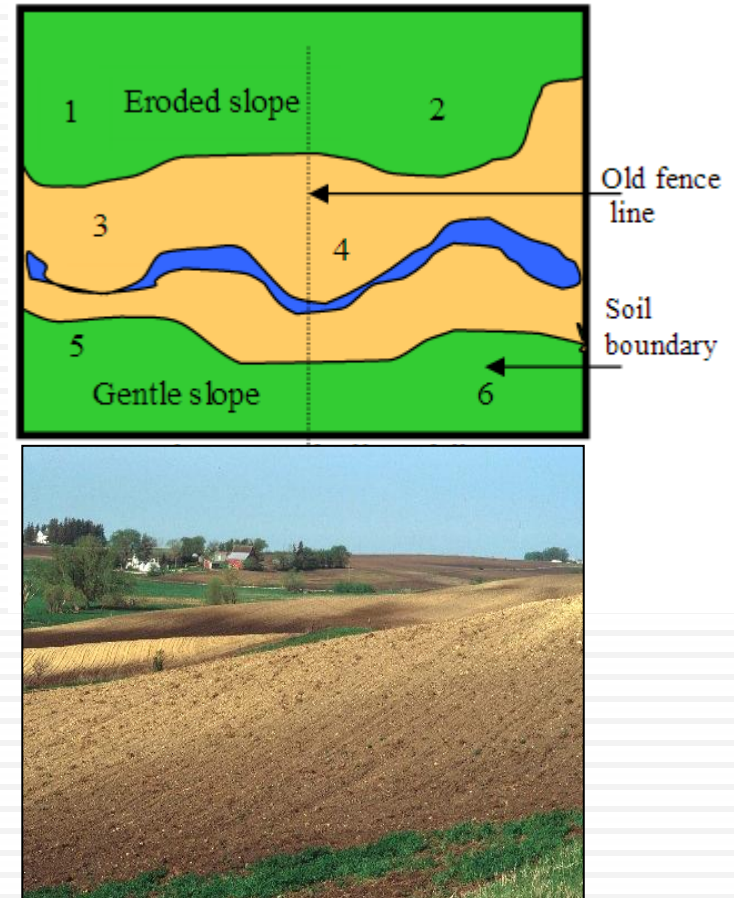 1
Eroded slope
2
Old fence
line
3
4
Soil
boundary
5
Gentle slope
6